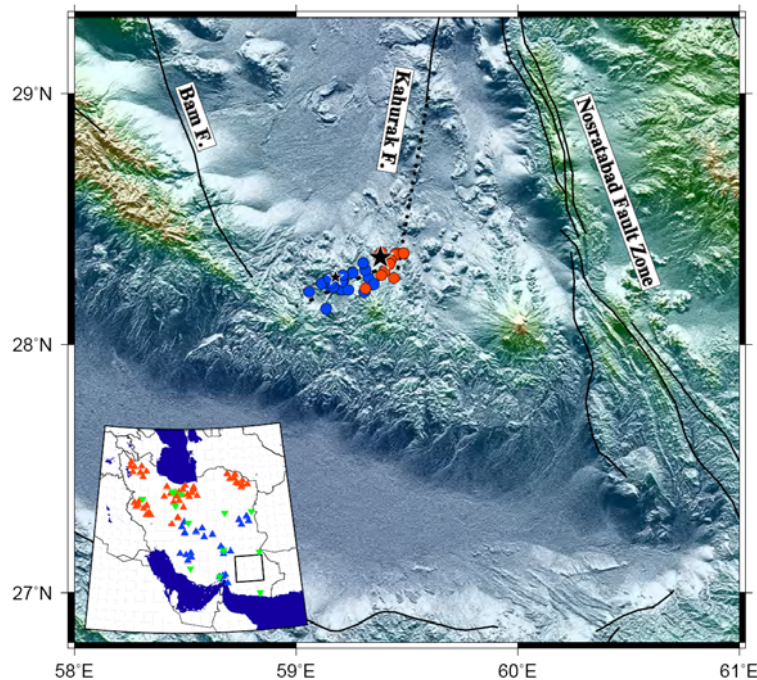 29°N
28°N
27°N
58°E
59°E
60°E
61°E
Bam F.
Kahurak F.
Nosratabad Fault Zone